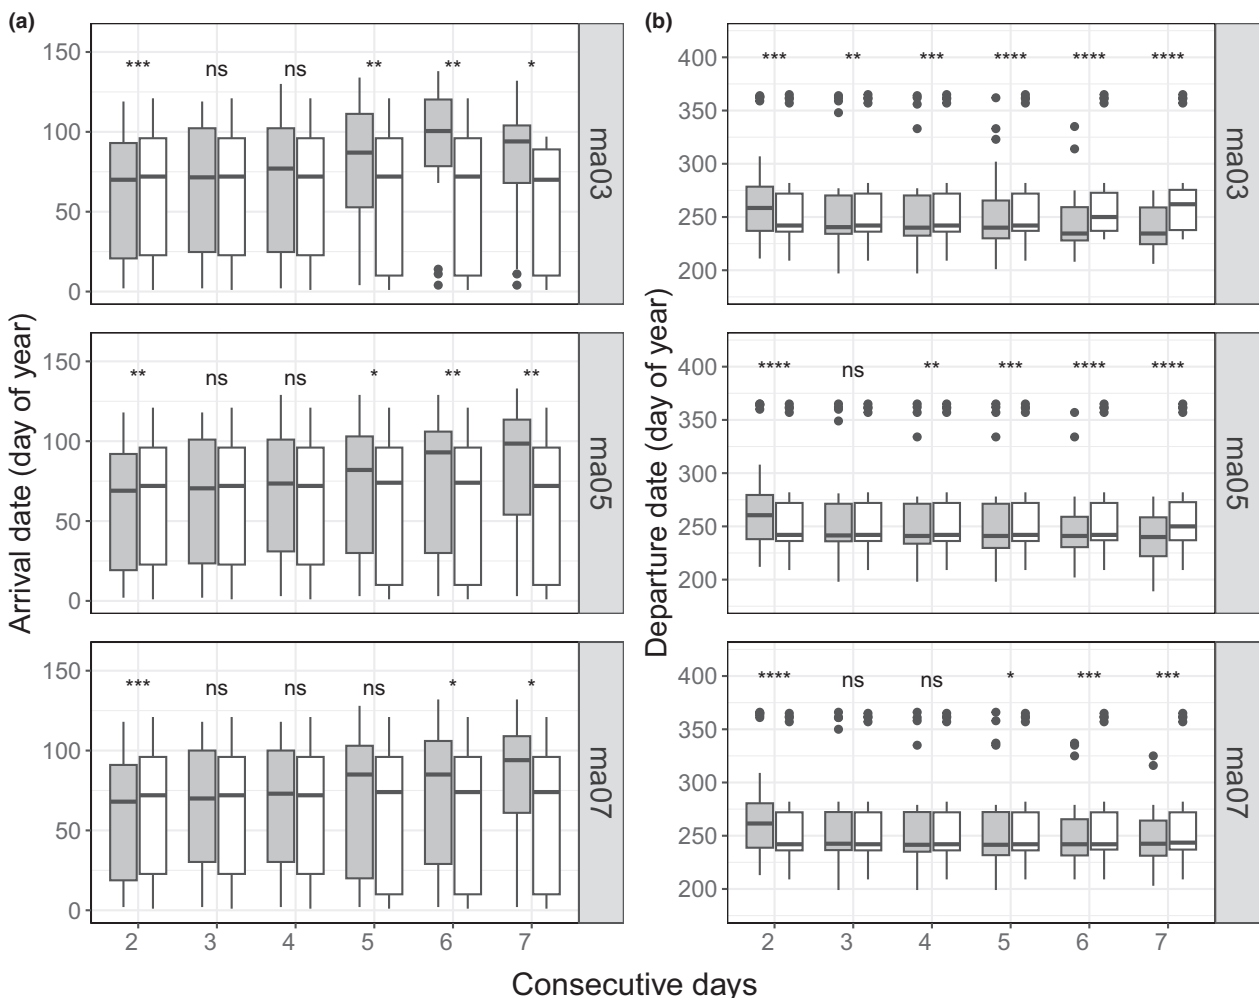 (a) (b)
150
100
50
0
*** ns ns ** ** *
ma03
400
350
300
250
200
*** ** *** **** **** ****
ma03
150
100
50
0
** ns ns * ** **
ma05
400
350
300
250
200
**** ns ** *** **** ****
ma05
150
100
50
0
*** ns ns ns * *
ma07
400
350
300
250
200
**** ns ns * *** ***
ma07
Arrival date (day of year)
Departure date (day of year)
2 3 4 5 6 7
2 3 4 5 6 7
Consecutive days